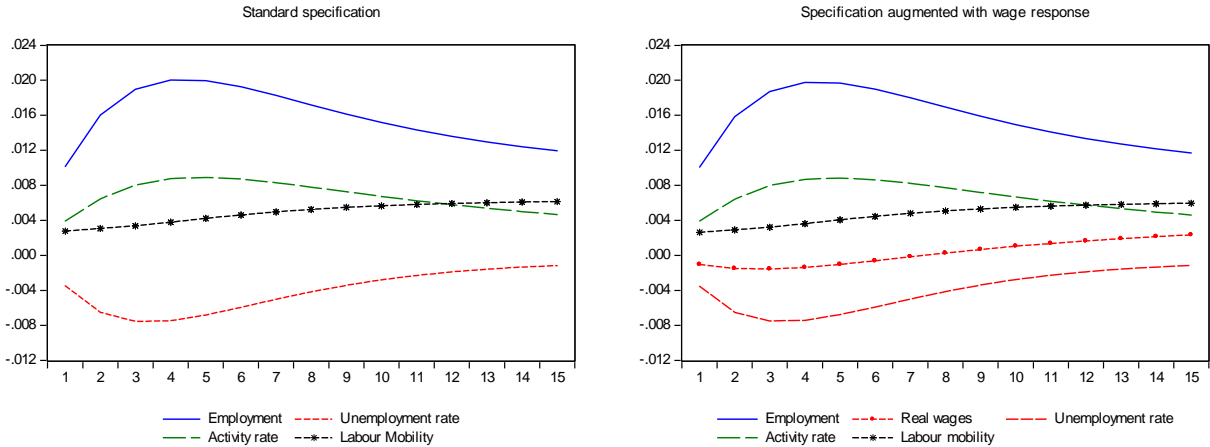 Standard specification
.024
.020
.016
.012
.008
.004
.000
-.004
-.008
-.012
1 2 3 4 5 6 7 8 9 10 11 12 13 14 15
Employment Unemployment rate
Activity rate Labour Mobility
Specification augmented with wage response
.024
.020
.016
.012
.008
.004
.000
-.004
-.008
-.012
1 2 3 4 5 6 7 8 9 10 11 12 13 14 15
Employment Real wages Unemployment rate
Activity rate Labour mobility